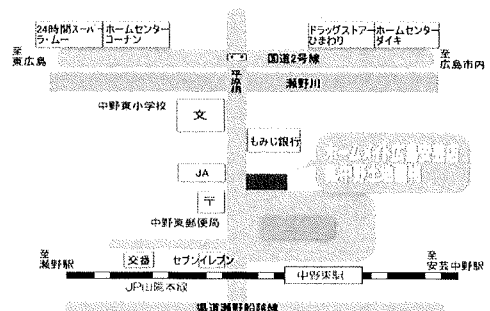 24時間スーパー
ラ・ムー
ホームセンター
コーナン
ドラッグストアー
ひまわり
ホームセンター
ダイキ
至
東広島
至
広島市内
国道2号線
瀬野川
中野東小学校
文
もみじ銀行
JA
〒
中野東郵便局
至
瀬野駅
交番
セブンイレブン
中野東駅
至
安芸中野駅
JR山陽本線
県道瀬野船越線